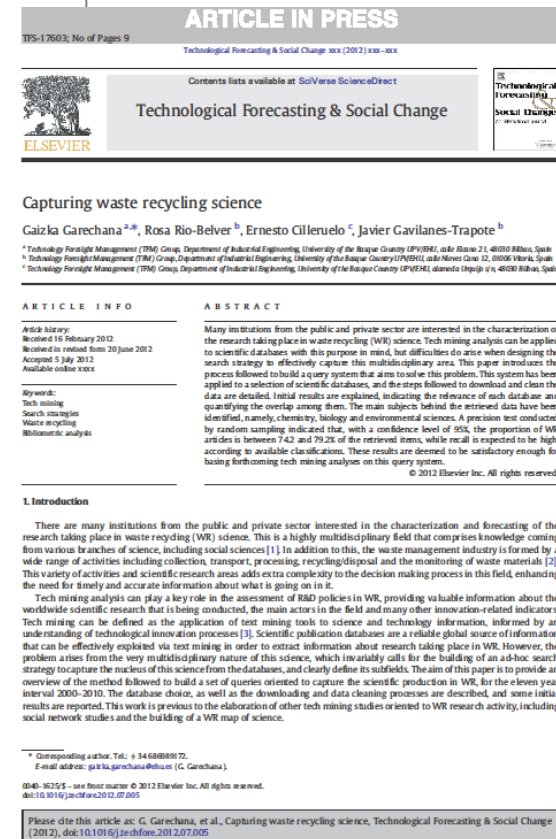 ARTICLE IN PRESS
TFS-17603; No of Pages 9
Technological Forecasting & Social Change xxx (2012) xxx–xxx
Contents lists available at SciVerse ScienceDirect
Technological Forecasting & Social Change
ELSEVIER
Technological
Forecasting
Social Change
Capturing waste recycling science
Gaizka Garechana a,*, Rosa Rio-Belver b, Ernesto Cilleruelo c, Javier Gavilanes-Trapote b
a Technology Foresight Management (TFM) Group, Department of Industrial Engineering, University of the Basque Country UPV/EHU, calle Elcano 21, 48030 Bilbao, Spain
b Technology Foresight Management (TFM) Group, Department of Industrial Engineering, University of the Basque Country UPV/EHU, calle Nieves Cano 12, 01006 Vitoria, Spain
c Technology Foresight Management (TFM) Group, Department of Industrial Engineering, University of the Basque Country UPV/EHU, alameda Urquijo s/n, 48030 Bilbao, Spain
ARTICLE INFO
Article history:
Received 16 February 2012
Received in revised form 20 June 2012
Accepted 5 July 2012
Available online xxxx
Keywords:
Tech mining
Search strategies
Waste recycling
Bibliometric analysis
ABSTRACT
Many institutions from the public and private sector are interested in the characterization of
the research taking place in waste recycling (WR) science. Tech mining analysis can be applied
to scientific databases with this purpose in mind, but difficulties do arise when designing the
search strategy to effectively capture this multidisciplinary area. This paper introduces the
process followed to build a query system that aims to solve this problem. This system has been
applied to a selection of scientific databases, and the steps followed to download and clean the
data are detailed. Initial results are explained, indicating the relevance of each database and
quantifying the overlap among them. The main subjects behind the retrieved data have been
identified, namely, chemistry, biology and environmental sciences. A precision test conducted
by random sampling indicated that, with a confidence level of 95%, the proportion of WR
articles is between 74.2 and 79.2% of the retrieved items, while recall is expected to be high
according to available classifications. These results are deemed to be satisfactory enough for
basing forthcoming tech mining analyses on this query system.
© 2012 Elsevier Inc. All rights reserved.
1. Introduction
There are many institutions from the public and private sector interested in the characterization and forecasting of the
research taking place in waste recycling (WR) science. This is a highly multidisciplinary field that comprises knowledge coming
from various branches of science, including social sciences [1]. In addition to this, the waste management industry is formed by a
wide range of activities including collection, transport, processing, recycling/disposal and the monitoring of waste materials [2].
This variety of activities and scientific research areas adds extra complexity to the decision making process in this field, enhancing
the need for timely and accurate information about what is going on in it.
Tech mining analysis can play a key role in the assessment of R&D policies in WR, providing valuable information about the
worldwide scientific research that is being conducted, the main actors in the field and many other innovation-related indicators.
Tech mining can be defined as the application of text mining tools to science and technology information, informed by an
understanding of technological innovation processes [3]. Scientific publication databases are a reliable global source of information
that can be effectively exploited via text mining in order to extract information about research taking place in WR. However, the
problem arises from the very multidisciplinary nature of this science, which invariably calls for the building of an ad-hoc search
strategy to capture the nucleus of this science from the databases, and clearly define its subfields. The aim of this paper is to provide an
overview of the method followed to build a set of queries oriented to capture the scientific production in WR, for the eleven year
interval 2000–2010. The database choice, as well as the downloading and data cleaning processes are described, and some initial
results are reported. This work is previous to the elaboration of other tech mining studies oriented to WR research activity, including
social network studies and the building of a WR map of science.
* Corresponding author. Tel.: +34 686989172.
E-mail address: gaizka.garechana@ehu.es (G. Garechana).
0040-1625/$ – see front matter © 2012 Elsevier Inc. All rights reserved.
doi:10.1016/j.techfore.2012.07.005
Please cite this article as: G. Garechana, et al., Capturing waste recycling science, Technological Forecasting & Social Change
(2012), doi:10.1016/j.techfore.2012.07.005